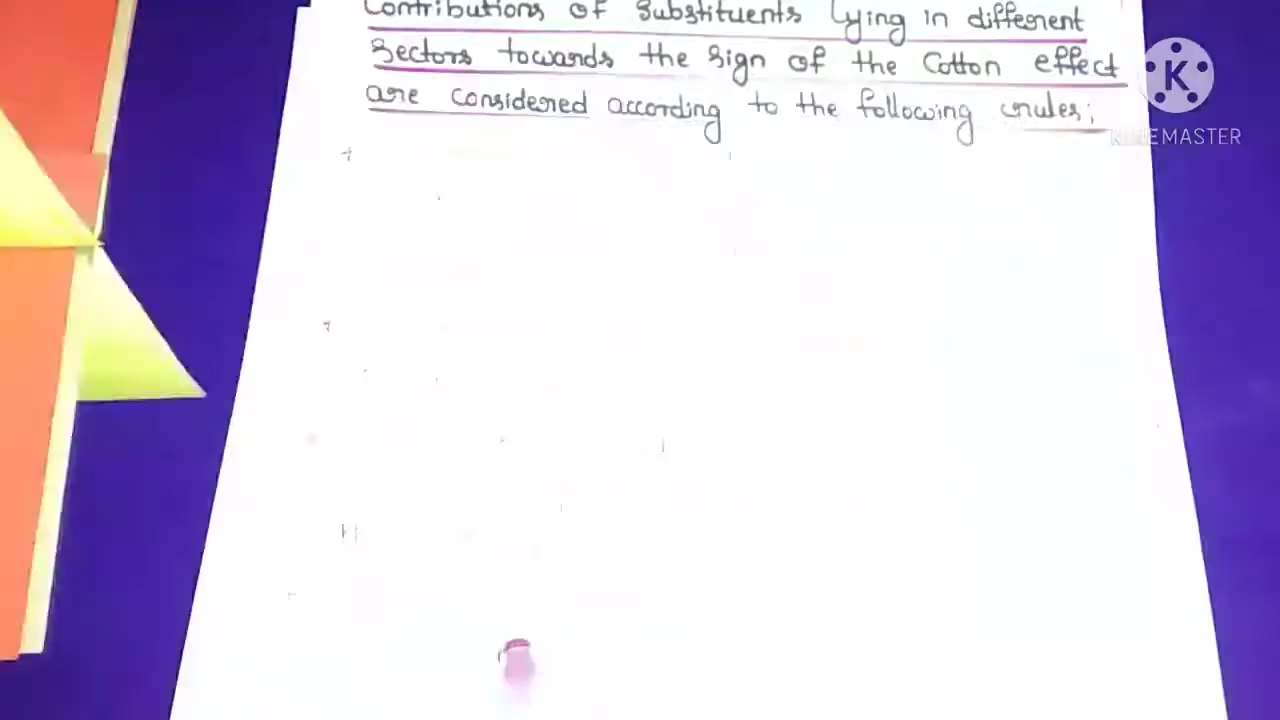 Contributions of Substituents lying in different
Sectors towards the Sign of the Cotton effect
are considered according to the following rules;
KINEMASTER